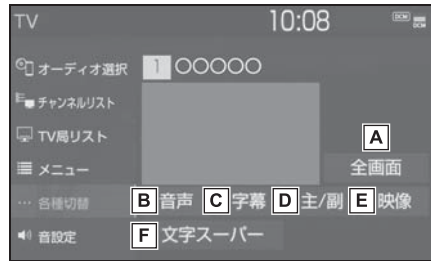 TV 10:08 DCM DCM
オーディオ選択 1 ○○○○○
チャンネルリスト
TV局リスト
A
メニュー 全画面
… 各種切替 B 音声 C 字幕 D 主/副 E 映像
音設定 F 文字スーパー